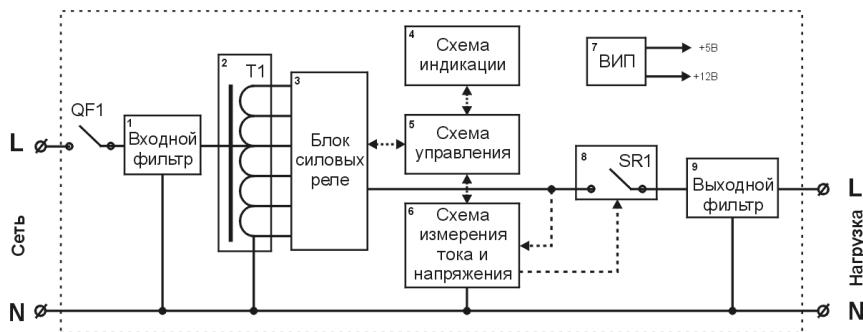 L
Сеть
N
QF1
1
Входной
фильтр
2
T1
3
Блок
силовых
реле
4
Схема
индикации
5
Схема
управления
6
Схема
измерения
тока и
напряжения
7
ВИП
+5В
+12В
8
SR1
9
Выходной
фильтр
L
Нагрузка
N